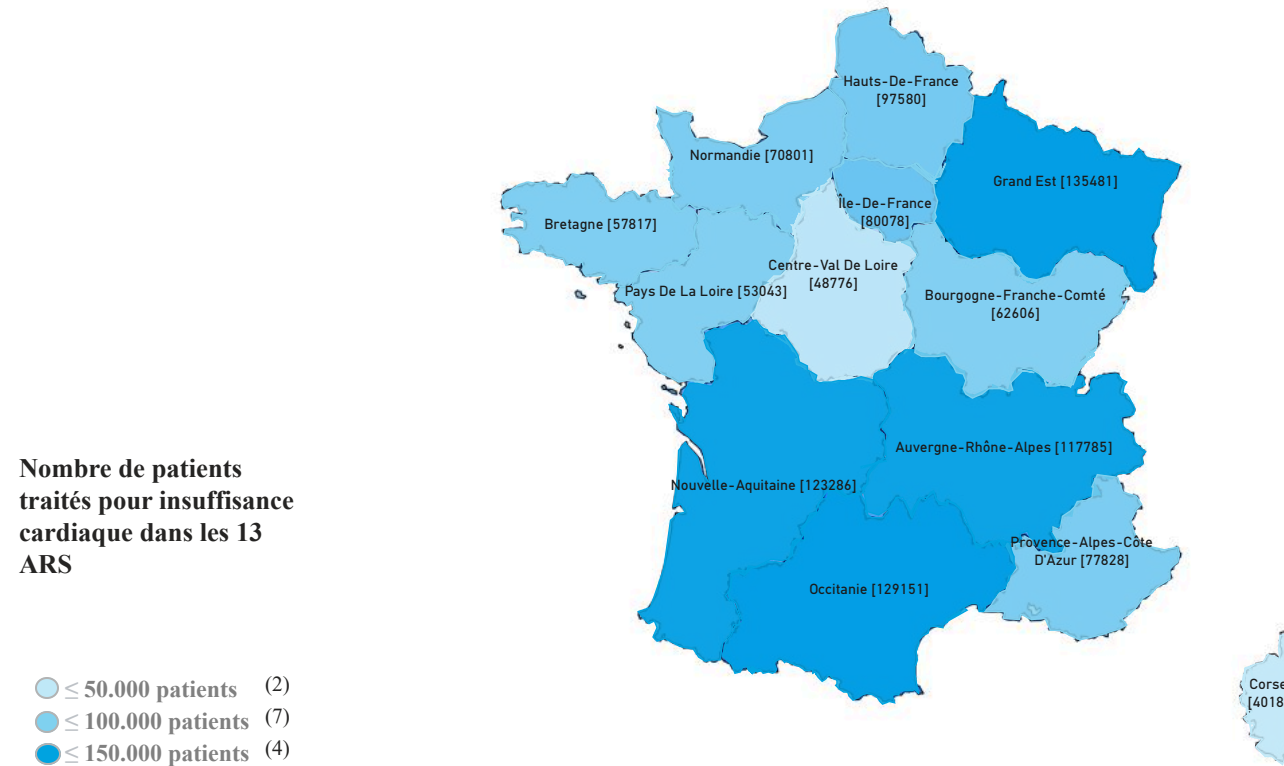 Hauts-De-France
[97580]
Normandie [70801]
Grand Est [135481]
Île-De-France
[80078]
Bretagne [57817]
Centre-Val De Loire
[48776]
Pays De La Loire [53043]
Bourgogne-Franche-Comté
[62606]
Auvergne-Rhône-Alpes [117785]
Nouvelle-Aquitaine [123286]
Provence-Alpes-Côte
D'Azur [77828]
Occitanie [129151]
Corse
[4018
Nombre de patients
traités pour insuffisance
cardiaque dans les 13
ARS
≤ 50.000 patients (2)
≤ 100.000 patients (7)
≤ 150.000 patients (4)